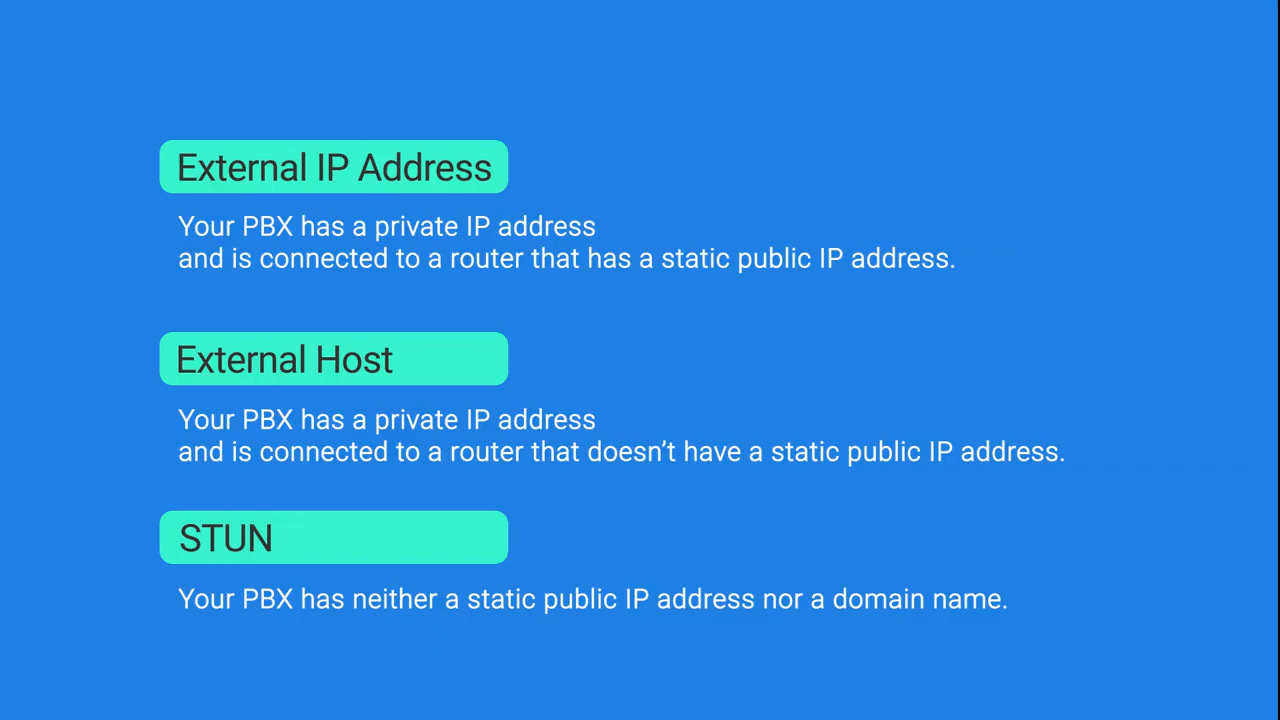 External IP Address
Your PBX has a private IP address
and is connected to a router that has a static public IP address.
External Host
Your PBX has a private IP address
and is connected to a router that doesn’t have a static public IP address.
STUN
Your PBX has neither a static public IP address nor a domain name.